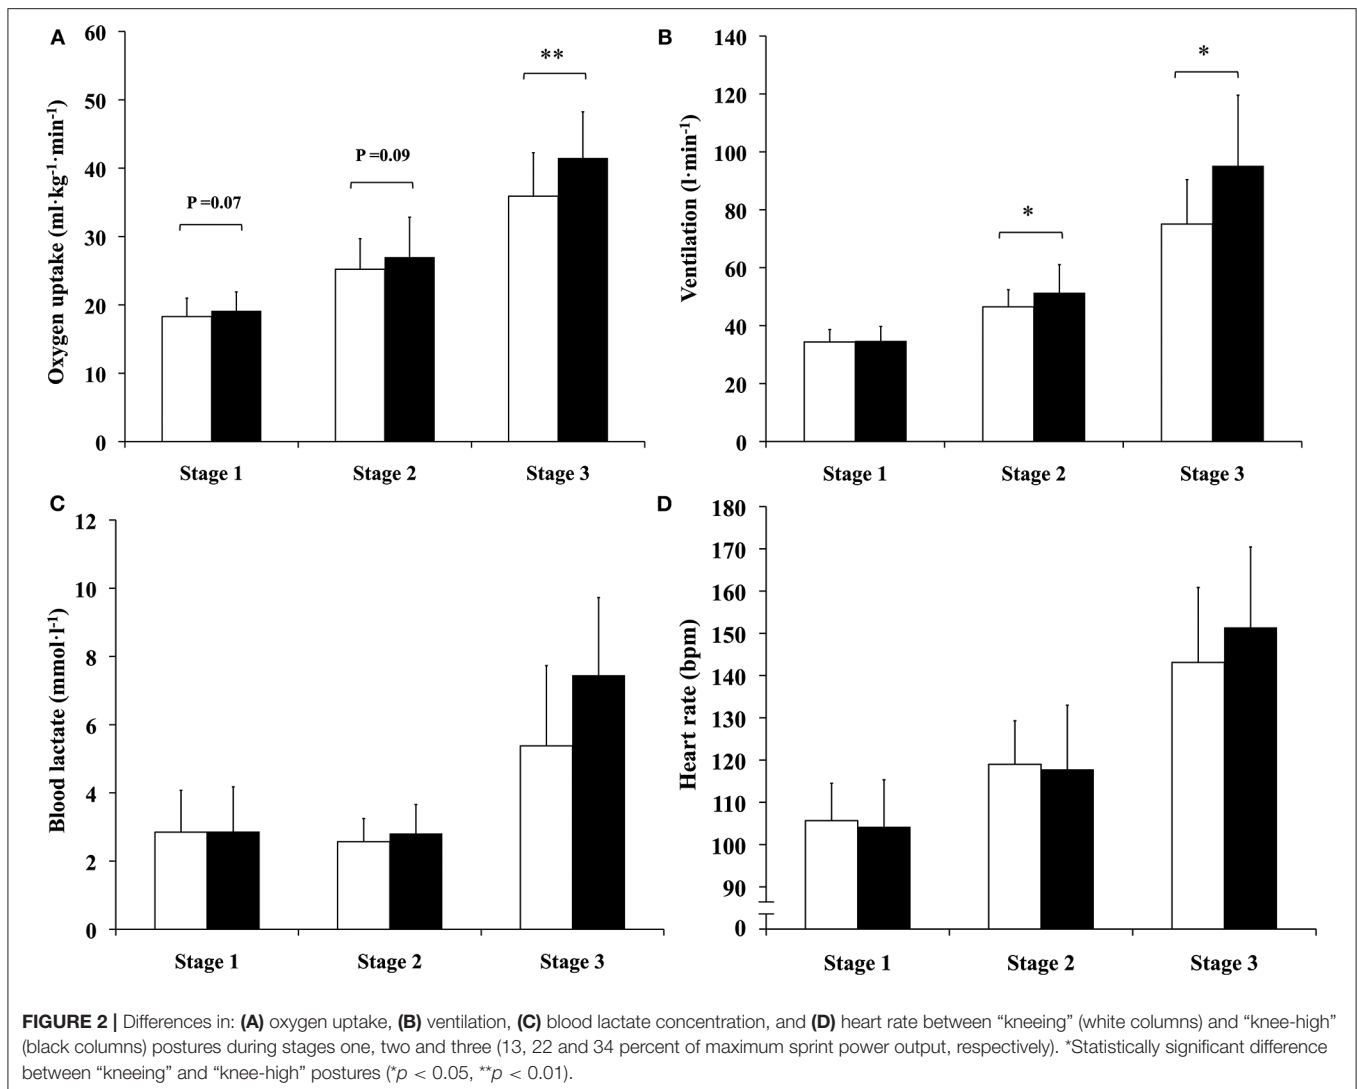 A
Oxygen uptake (ml·kg-1·min-1)
60
50
40
30
20
10
0
P =0.07
P =0.09
**
Stage 1
Stage 2
Stage 3
B
Ventilation (l·min-1)
140
120
100
80
60
40
20
0
*
*
Stage 1
Stage 2
Stage 3
C
Blood lactate (mmol·l-1)
12
10
8
6
4
2
0
Stage 1
Stage 2
Stage 3
D
Heart rate (bpm)
180
170
160
150
140
130
120
110
100
90
0
Stage 1
Stage 2
Stage 3
FIGURE 2 | Differences in: (A) oxygen uptake, (B) ventilation, (C) blood lactate concentration, and (D) heart rate between “kneeing” (white columns) and “knee-high”
(black columns) postures during stages one, two and three (13, 22 and 34 percent of maximum sprint power output, respectively). *Statistically significant difference
between “kneeing” and “knee-high” postures (*p < 0.05, **p < 0.01).